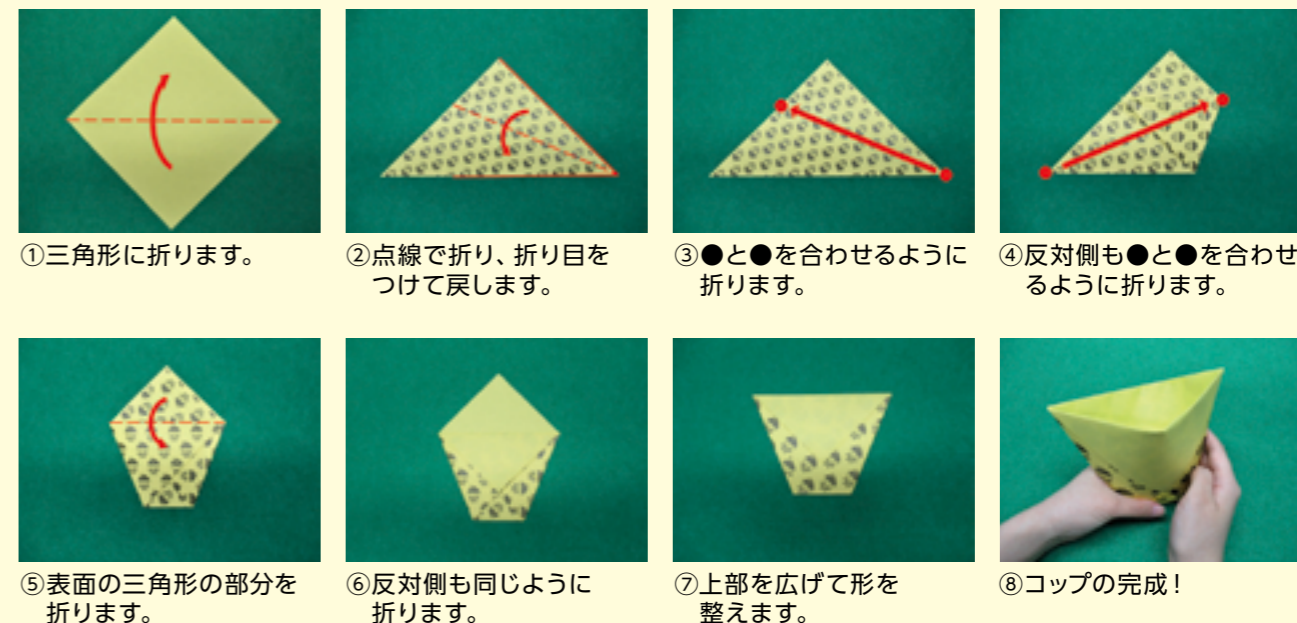 ①三角形に折ります。
②点線で折り、折り目を
つけて戻します。
③●と●を合わせるように
折ります。
④反対側も●と●を合わせ
るように折ります。
⑤表面の三角形の部分を
折ります。
⑥反対側も同じように
折ります。
⑦上部を広げて形を
整えます。
⑧コップの完成！